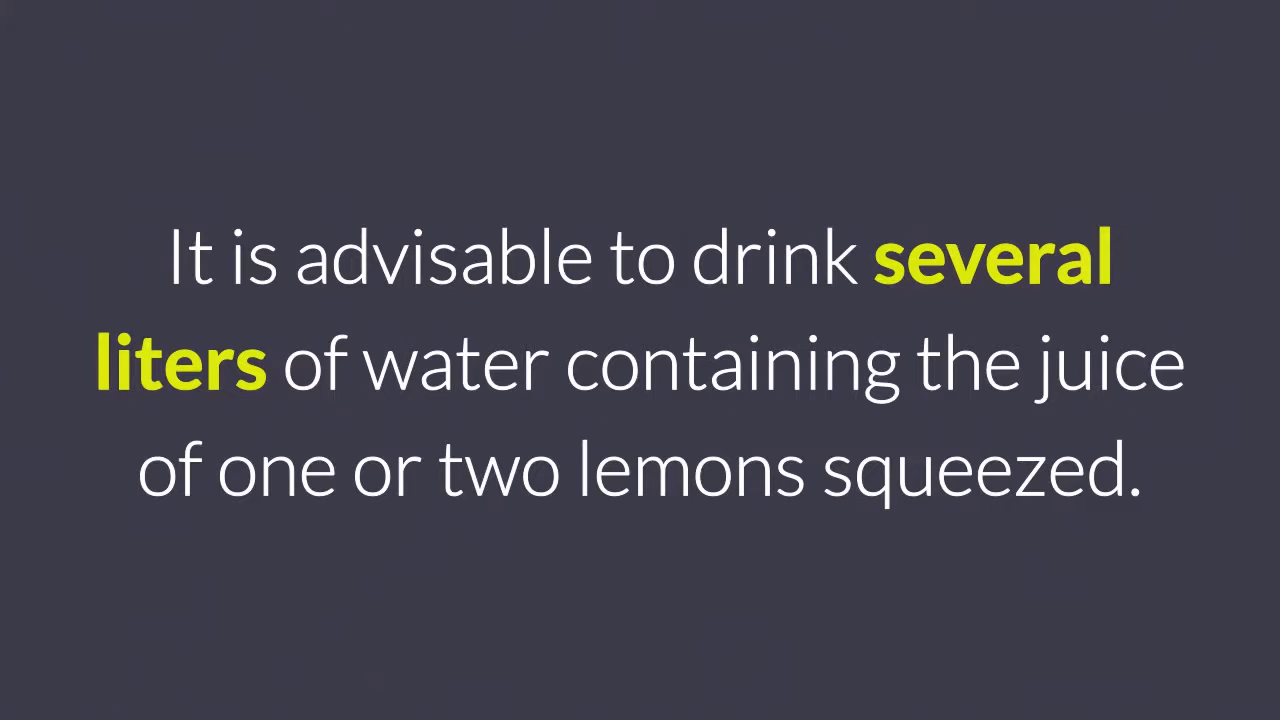 It is advisable to drink several
liters of water containing the juice
of one or two lemons squeezed.